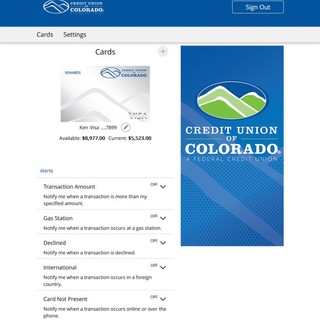 CREDIT UNION
OF COLORADO.
Sign Out
Cards
Settings
Cards
REWARDS
CREDIT UNION
OF COLORADO.
VISA
Ken Visa ....7899
Available: $8,977.00 Current: $5,523.00
CREDIT UNION
OF
COLORADO®
A FEDERAL CREDIT UNION
Alerts
Transaction Amount
OFF
Notify me when a transaction is more than my
specified amount.
Gas Station
OFF
Notify me when a transaction occurs at a gas station.
Declined
OFF
Notify me when a transaction is declined.
International
OFF
Notify me when a transaction occurs in a foreign
country.
Card Not Present
OFF
Notify me when a transaction occurs online or over the
phone.